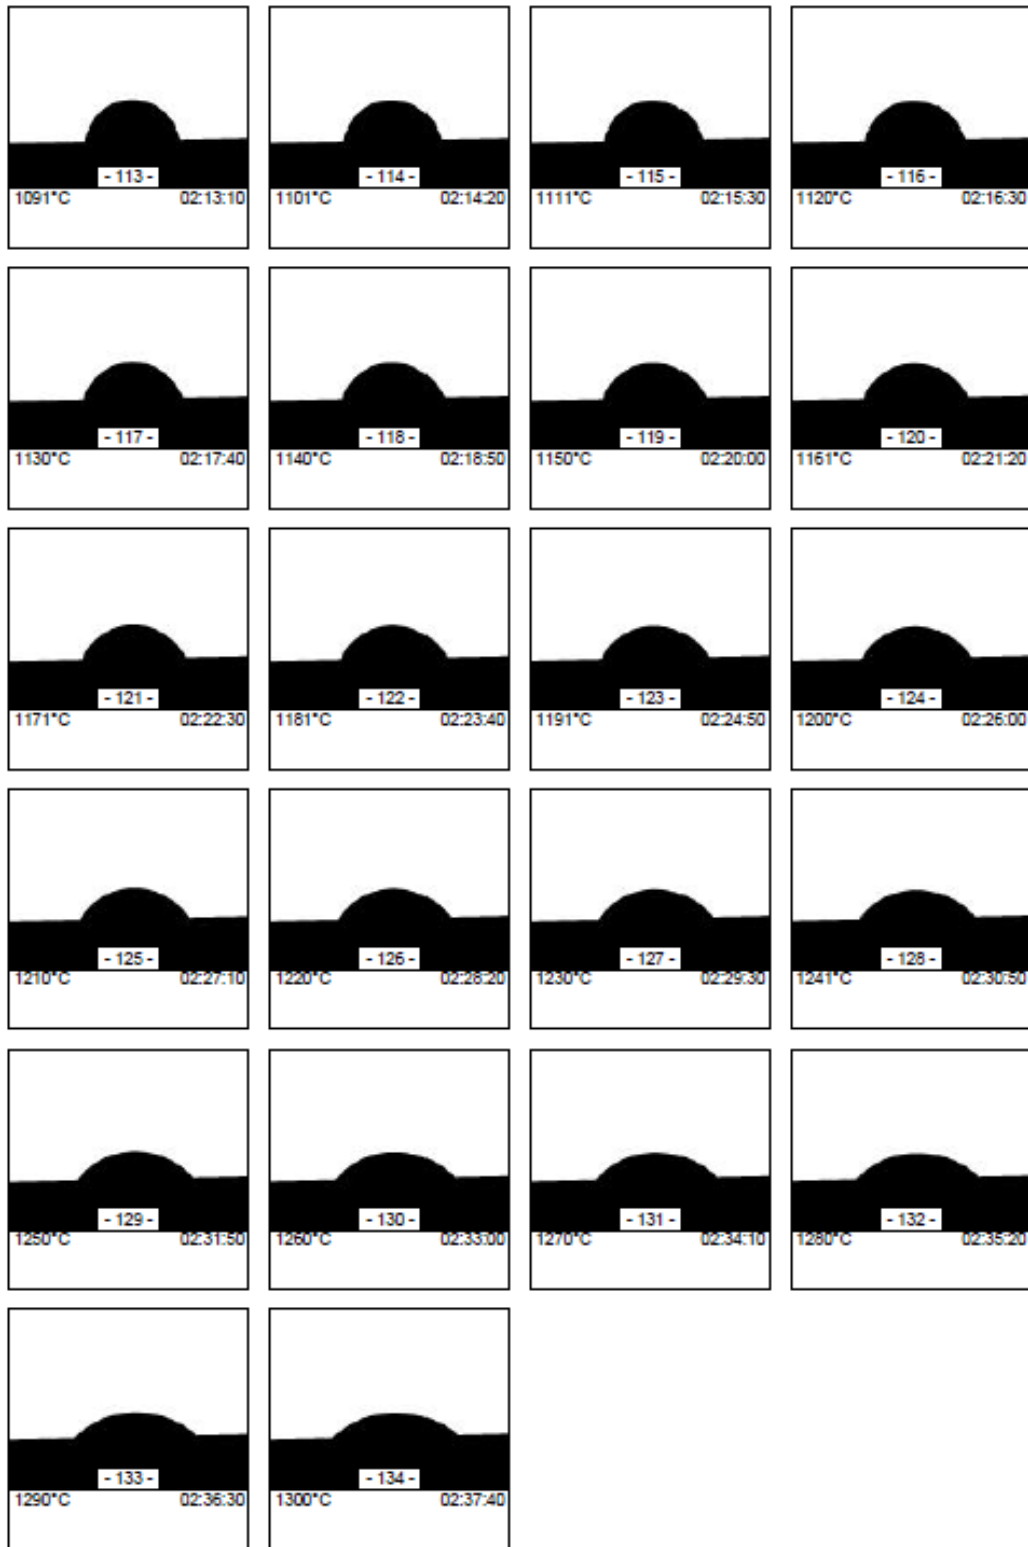 - 113 -
1091°C 02:13:10
- 114 -
1101°C 02:14:20
- 115 -
1111°C 02:15:30
- 116 -
1120°C 02:16:30
- 117 -
1130°C 02:17:40
- 118 -
1140°C 02:18:50
- 119 -
1150°C 02:20:00
- 120 -
1161°C 02:21:20
- 121 -
1171°C 02:22:30
- 122 -
1181°C 02:23:40
- 123 -
1191°C 02:24:50
- 124 -
1200°C 02:26:00
- 125 -
1210°C 02:27:10
- 126 -
1220°C 02:28:20
- 127 -
1230°C 02:29:30
- 128 -
1241°C 02:30:50
- 129 -
1250°C 02:31:50
- 130 -
1260°C 02:33:00
- 131 -
1270°C 02:34:10
- 132 -
1280°C 02:35:20
- 133 -
1290°C 02:36:30
- 134 -
1300°C 02:37:40